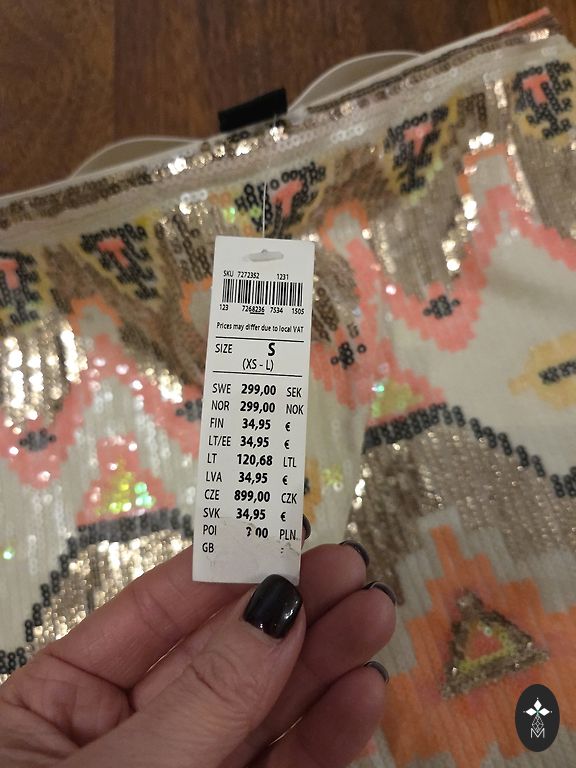 SKU 7272352 1231
123 7268236 7534 1505
Prices may differ due to local VAT
SIZE S
(XS - L)
SWE 299,00 SEK
NOR 299,00 NOK
FIN 34,95 €
LT/EE 34,95 €
LT 120,68 LTL
LVA 34,95 €
CZE 899,00 CZK
SVK 34,95 €
POL PLN
GB